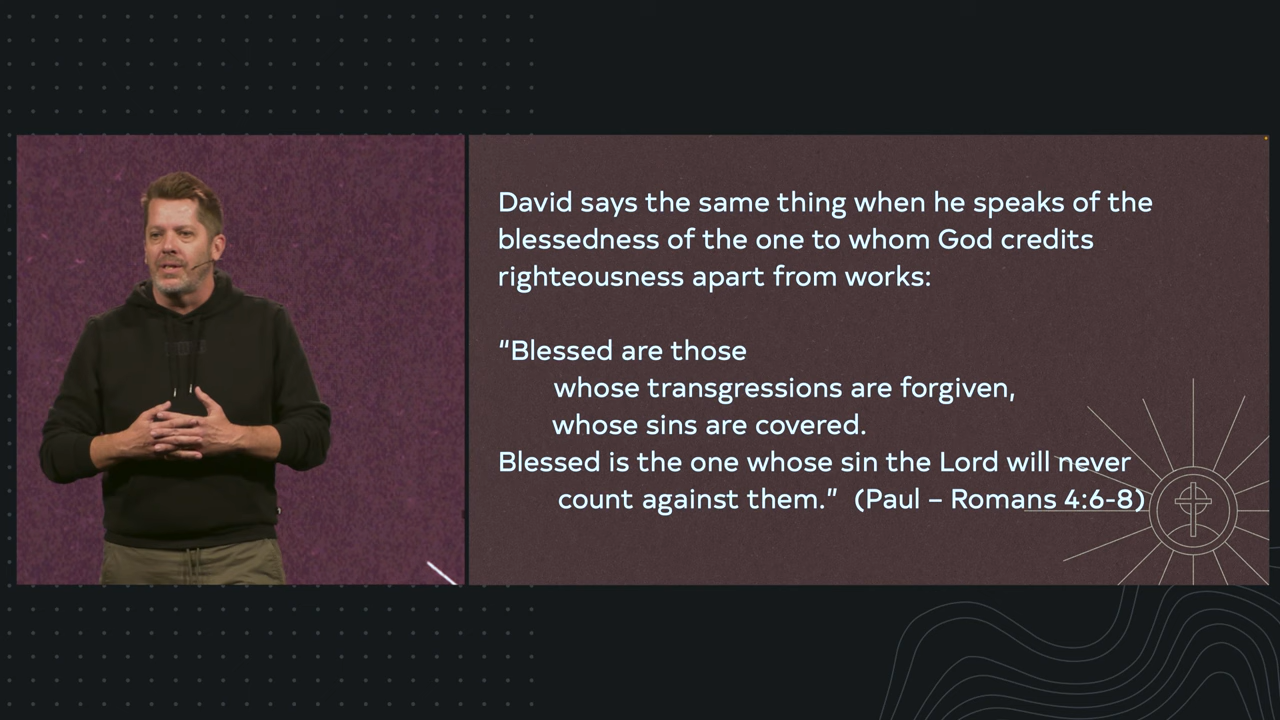 David says the same thing when he speaks of the
blessedness of the one to whom God credits
righteousness apart from works:
“Blessed are those
whose transgressions are forgiven,
whose sins are covered.
Blessed is the one whose sin the Lord will never
count against them.” (Paul – Romans 4:6-8)